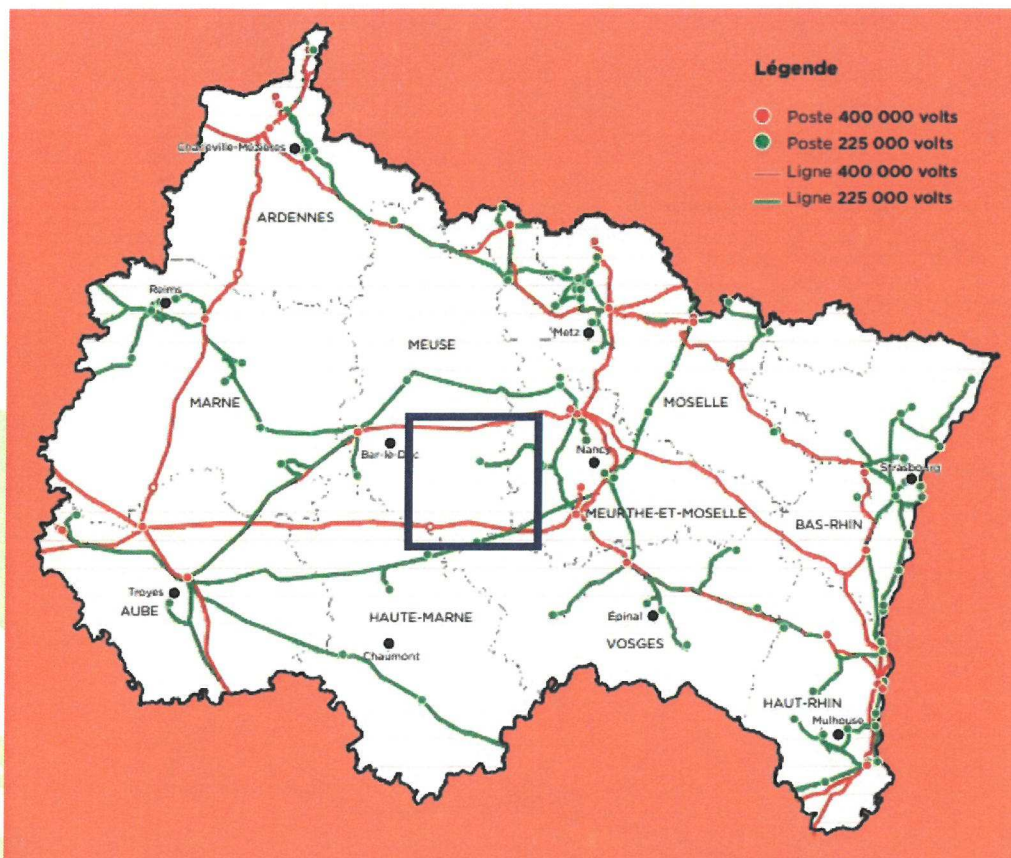 Légende
Poste 400 000 volts
Poste 225 000 volts
Ligne 400 000 volts
Ligne 225 000 volts
Charleville-Mézières
ARDENNES
Reims
Metz
MEUSE
MARNE
MOSELLE
Bar-le-Duc
Nancy
Strasbourg
MEURTHE-ET-MOSELLE
BAS-RHIN
Troyes
AUBE
HAUTE-MARNE
Épinal
VOSGES
Chaumont
HAUT-RHIN
Mulhouse